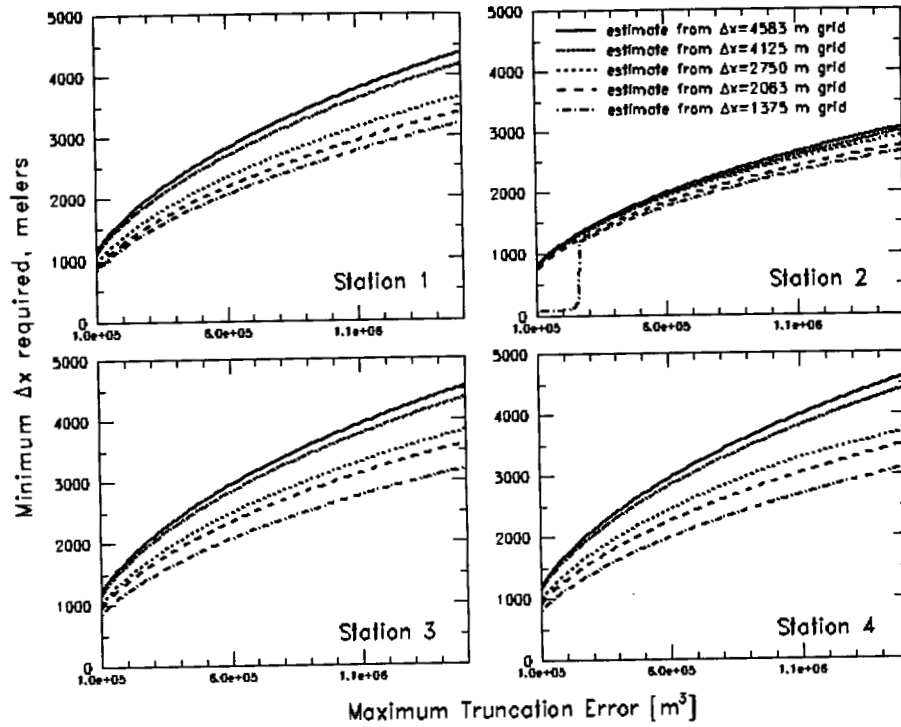 5000
4000
3000
2000
1000
0
1.0e+05
6.0e+05
1.1e+06
Station 1
5000
4000
3000
2000
1000
0
1.0e+05
6.0e+05
1.1e+06
estimate from Δx=4583 m grid
estimate from Δx=4125 m grid
estimate from Δx=2750 m grid
estimate from Δx=2063 m grid
estimate from Δx=1375 m grid
Station 2
Minimum Δx required, meters
5000
4000
3000
2000
1000
0
1.0e+05
6.0e+05
1.1e+06
Station 3
5000
4000
3000
2000
1000
0
1.0e+05
6.0e+05
1.1e+06
Station 4
Maximum Truncation Error [m³]